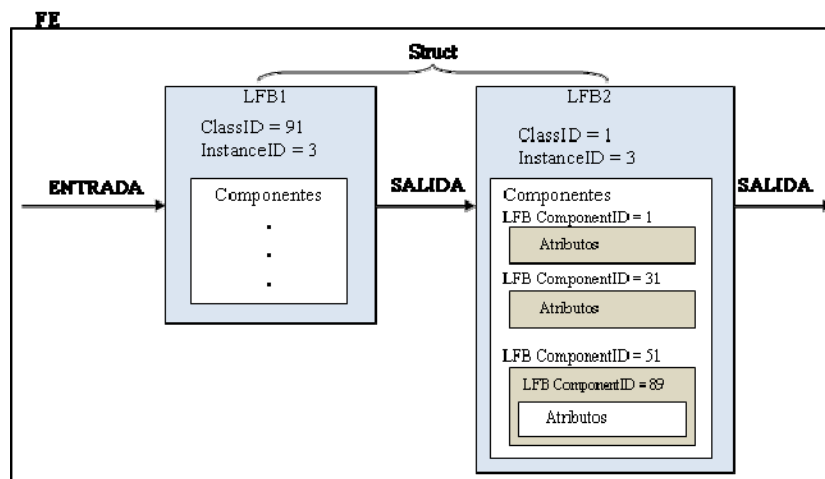 FE
Struct
LFB1
ClassID = 91
InstanceID = 3
Componentes
.
.
.
ENTRADA
SALIDA
LFB2
ClassID = 1
InstanceID = 3
Componentes
LFB ComponentID = 1
Atributos
LFB ComponentID = 31
Atributos
LFB ComponentID = 51
LFB ComponentID = 89
Atributos
SALIDA